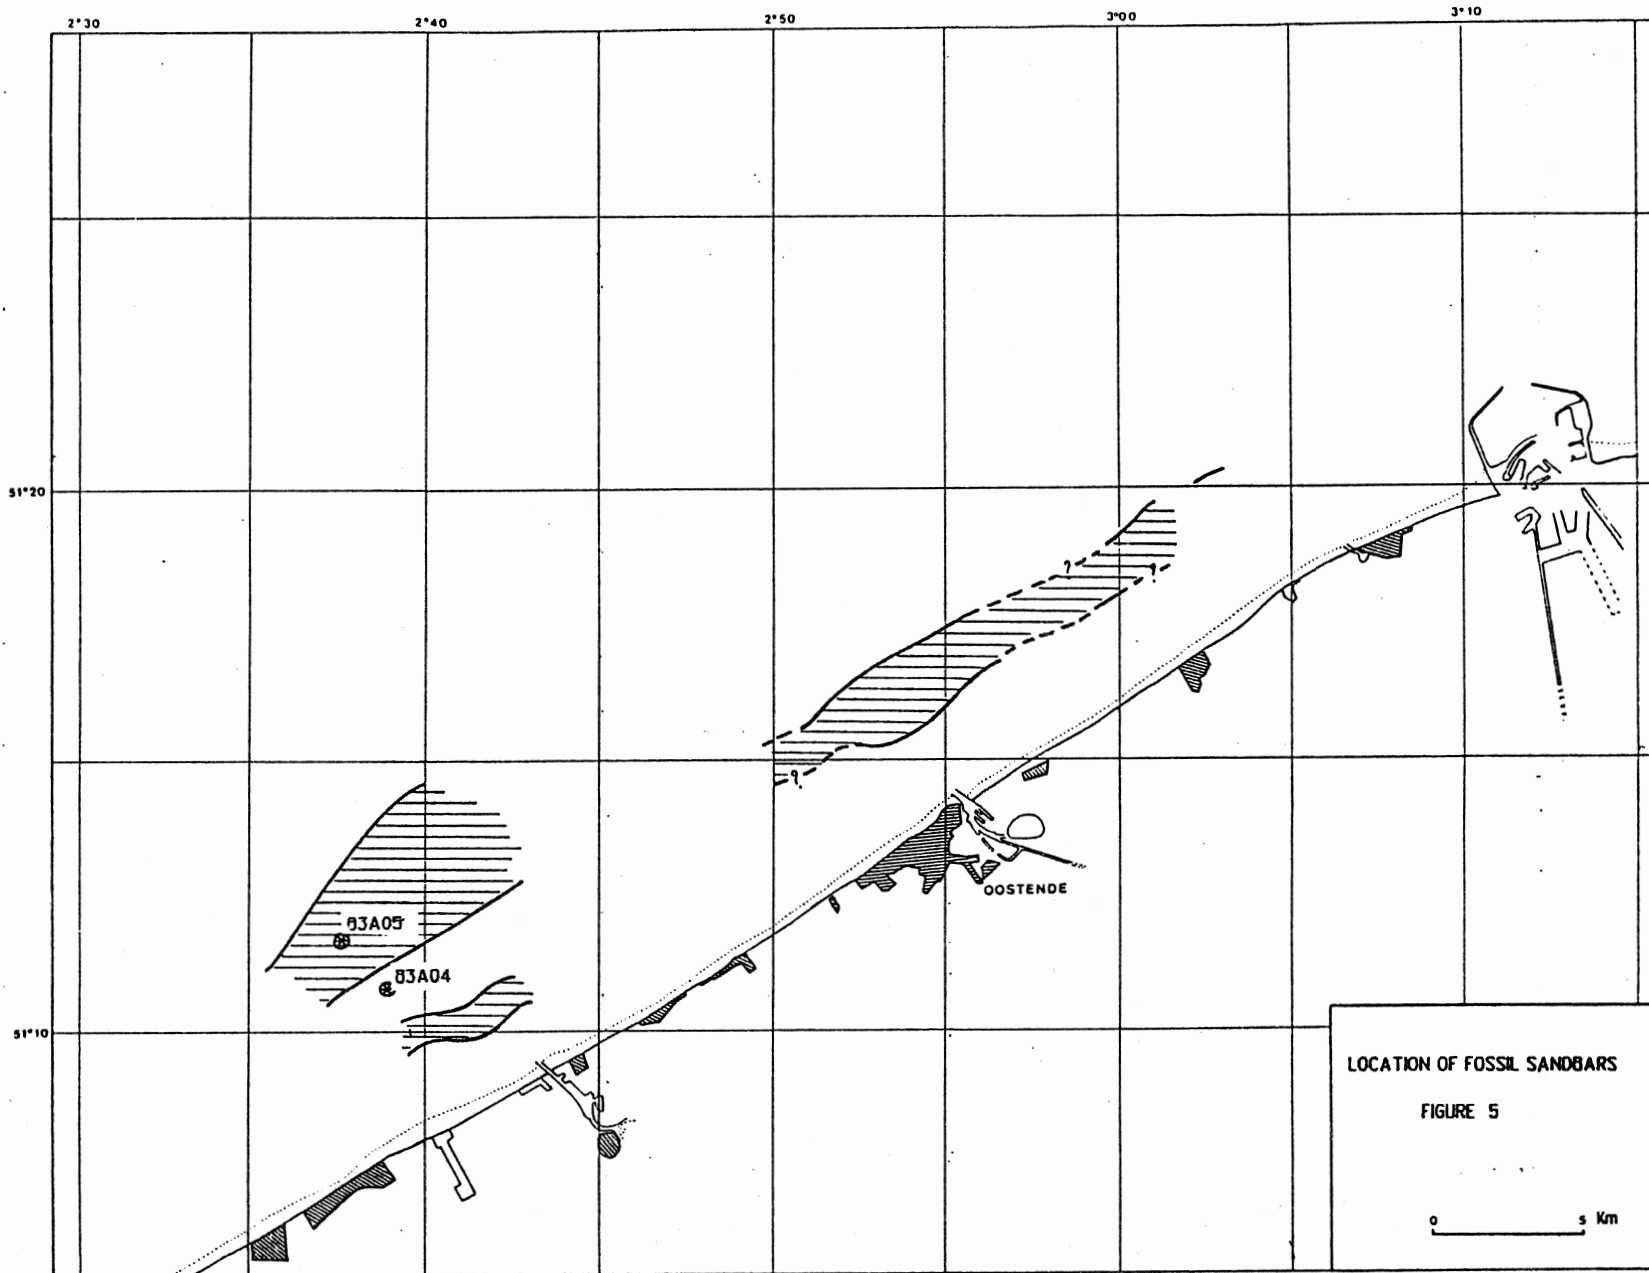 2°30 2°40 2°50 3°00 3°10
51°20
?
?
?
83A05
OOSTENDE
83A04
51°10
LOCATION OF FOSSIL SANDBARS
FIGURE 5
0 5 Km